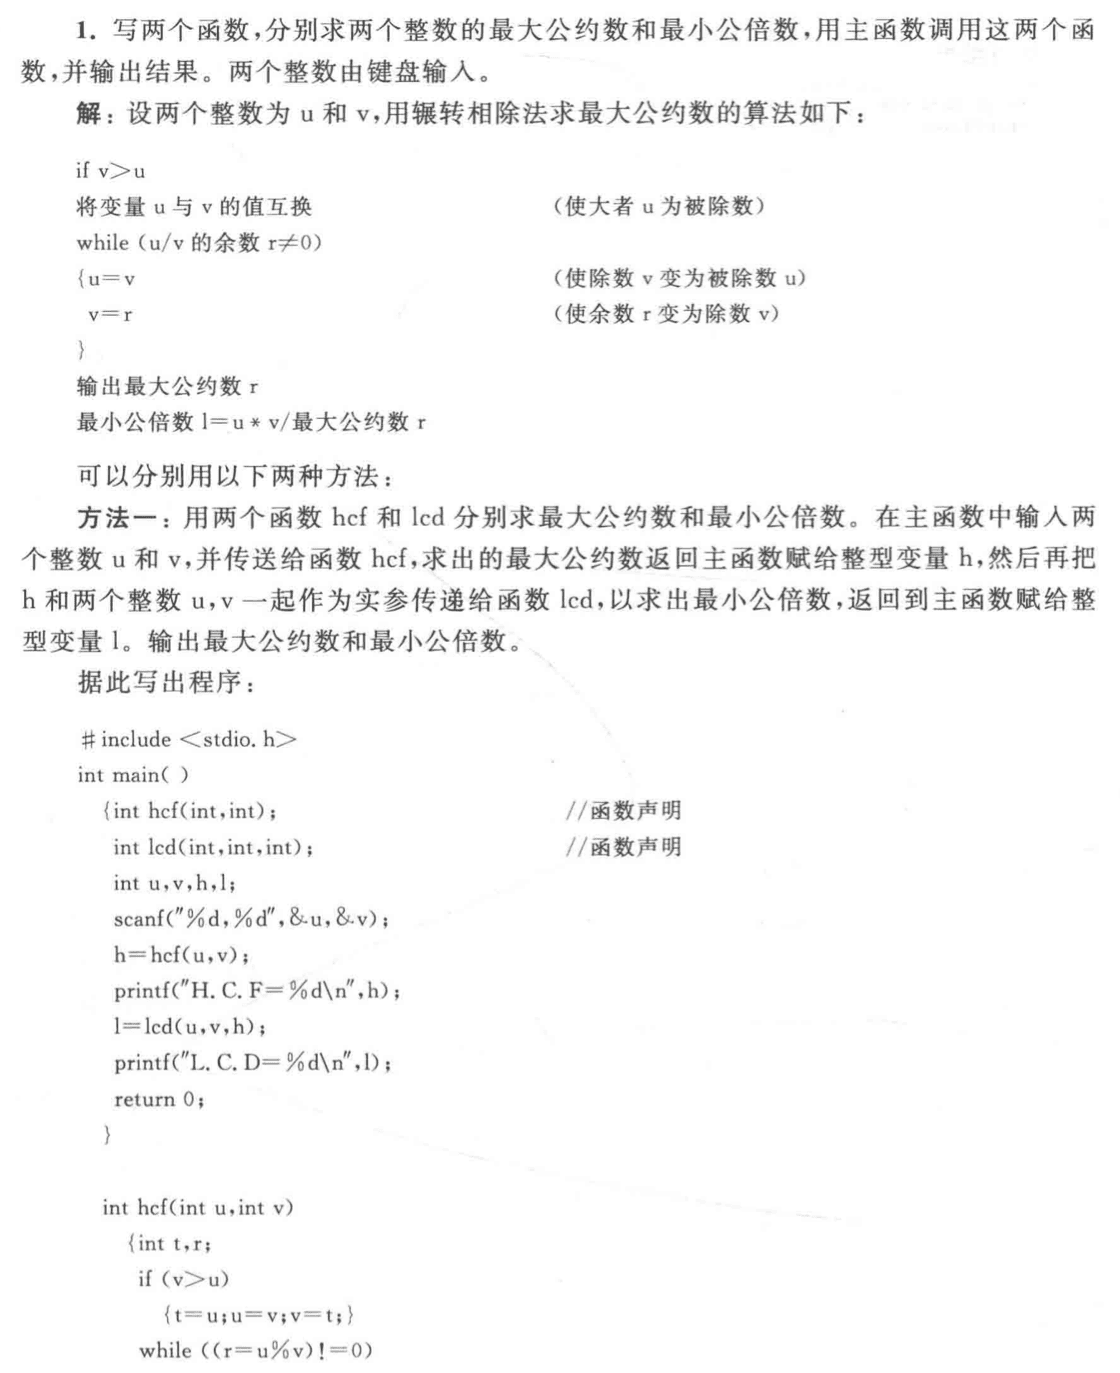 1. 写两个函数,分别求两个整数的最大公约数和最小公倍数,用主函数调用这两个函
数,并输出结果。两个整数由键盘输入。
解:设两个整数为 u 和 v,用辗转相除法求最大公约数的算法如下:
if v>u
将变量 u 与 v 的值互换 (使大者 u 为被除数)
while (u/v 的余数 r≠0)
{u=v (使除数 v 变为被除数 u)
v=r (使余数 r 变为除数 v)
}
输出最大公约数 r
最小公倍数 l=u * v/最大公约数 r
可以分别用以下两种方法:
方法一:用两个函数 hcf 和 lcd 分别求最大公约数和最小公倍数。在主函数中输入两
个整数 u 和 v,并传送给函数 hcf,求出的最大公约数返回主函数赋给整型变量 h,然后再把
h 和两个整数 u,v 一起作为实参传递给函数 lcd,以求出最小公倍数,返回到主函数赋给整
型变量 l。输出最大公约数和最小公倍数。
据此写出程序:
#include <stdio.h>
int main( )
{int hcf(int,int); //函数声明
int lcd(int,int,int); //函数声明
int u,v,h,l;
scanf("%d,%d",&u,&v);
h=hcf(u,v);
printf("H.C.F=%d\n",h);
l=lcd(u,v,h);
printf("L.C.D=%d\n",l);
return 0;
}
int hcf(int u,int v)
{int t,r;
if (v>u)
{t=u;u=v;v=t;}
while ((r=u%v)!=0)